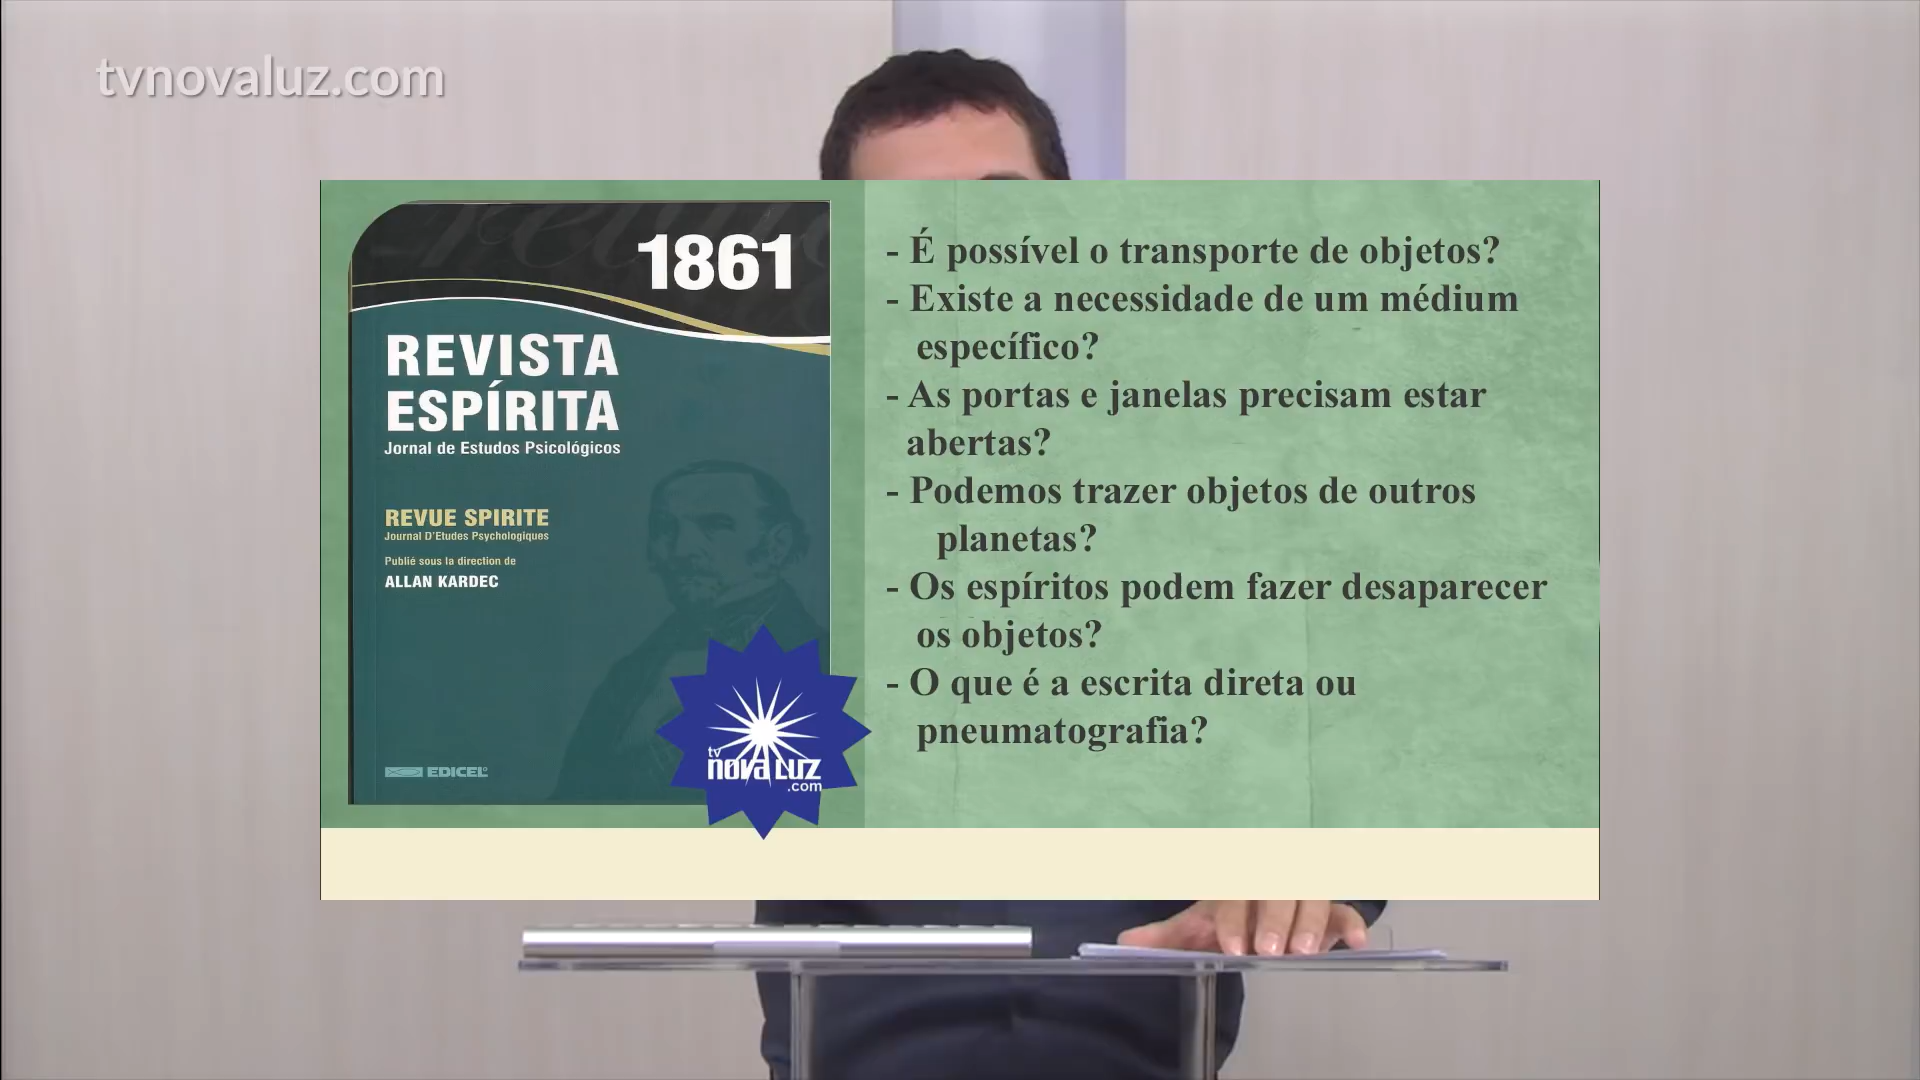 tvnovaluz.com
1861
REVISTA
ESPÍRITA
Jornal de Estudos Psicológicos
REVUE SPIRITE
Journal D'Etudes Psychologiques
Publié sous la direction de
ALLAN KARDEC
EDICEL
tv
nova luz
.com
- É possível o transporte de objetos?
- Existe a necessidade de um médium
específico?
- As portas e janelas precisam estar
abertas?
- Podemos trazer objetos de outros
planetas?
- Os espíritos podem fazer desaparecer
os objetos?
- O que é a escrita direta ou
pneumatografia?